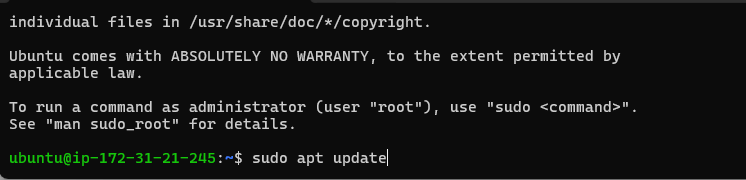 individual files in /usr/share/doc/*/copyright.
Ubuntu comes with ABSOLUTELY NO WARRANTY, to the extent permitted by
applicable law.
To run a command as administrator (user "root"), use "sudo <command>".
See "man sudo_root" for details.
ubuntu@ip-172-31-21-245:~$ sudo apt update